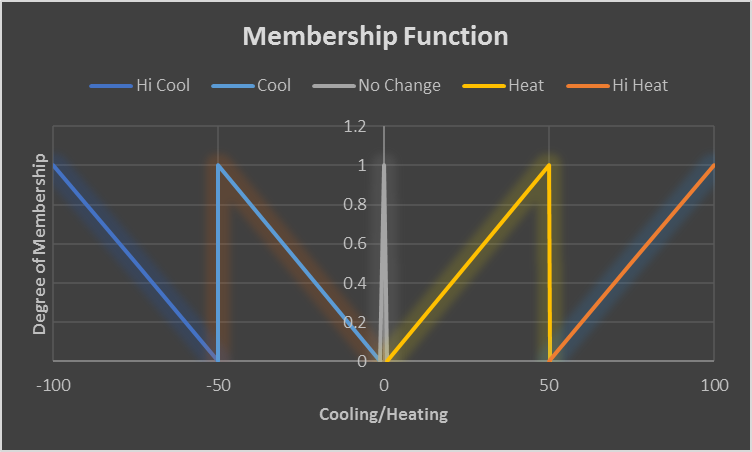 Membership Function
Hi Cool Cool No Change Heat Hi Heat
1.2
1
0.8
0.6
0.4
0.2
0
Degree of Membership
-100 -50 0 50 100
Cooling/Heating